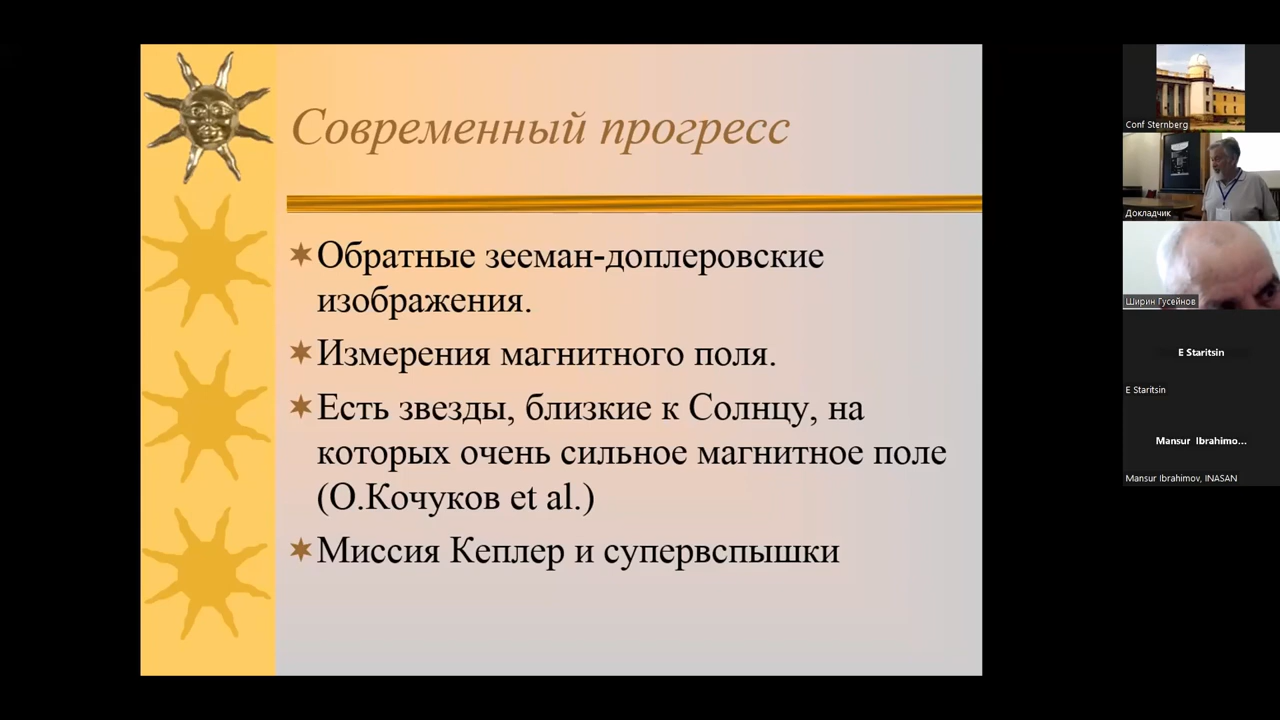 Современный прогресс
Обратные зееман-доплеровские
изображения.
Измерения магнитного поля.
Есть звезды, близкие к Солнцу, на
которых очень сильное магнитное поле
(О.Кочуков et al.)
Миссия Кеплер и супервспышки
Conf Sternberg
Докладчик
Ширин Гусейнов
E Staritsin
E Staritsin
Mansur Ibrahimo...
Mansur Ibrahimov, INASAN